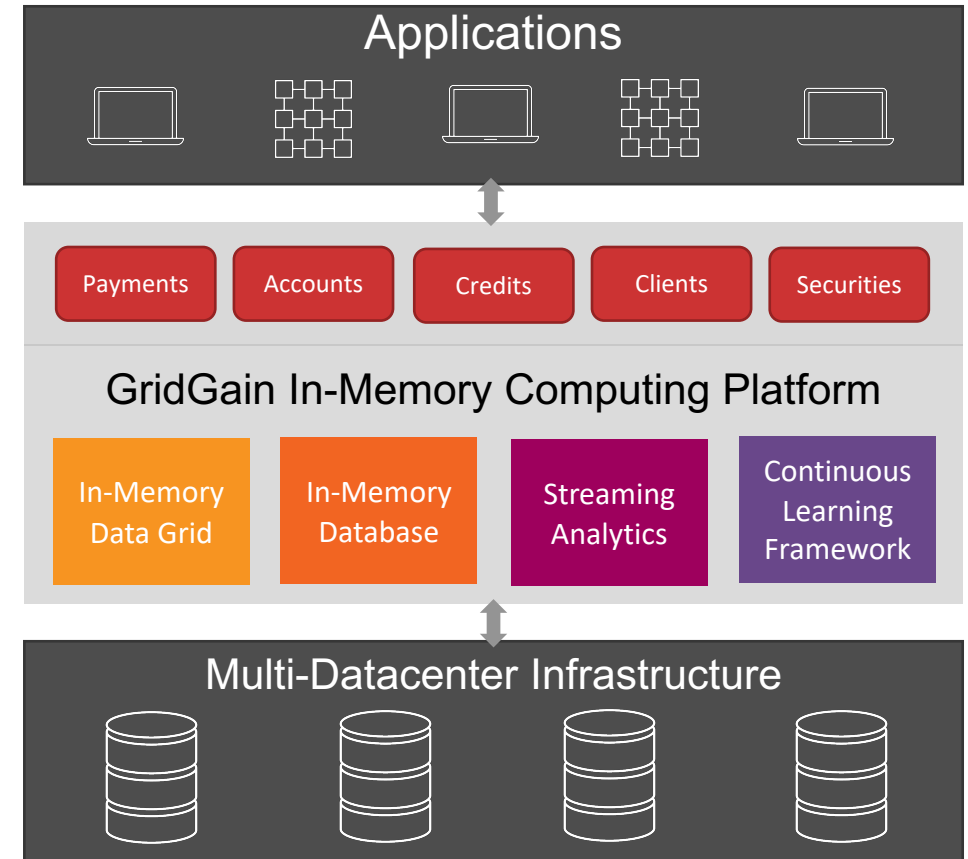 Applications
Payments
Accounts
Credits
Clients
Securities
GridGain In-Memory Computing Platform
In-Memory
Data Grid
In-Memory
Database
Streaming
Analytics
Continuous
Learning
Framework
Multi-Datacenter Infrastructure